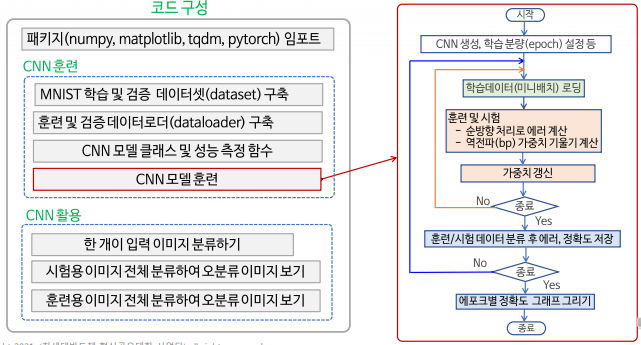 코드 구성
패키지(numpy, matplotlib, tqdm, pytorch) 임포트
CNN 훈련
MNIST 학습 및 검증 데이터셋(dataset) 구축
훈련 및 검증 데이터로더(dataloader) 구축
CNN 모델 클래스 및 성능 측정 함수
CNN 모델 훈련
CNN 활용
한 개이 입력 이미지 분류하기
시험용 이미지 전체 분류하여 오분류 이미지 보기
훈련용 이미지 전체 분류하여 오분류 이미지 보기
시작
CNN 생성, 학습 분량(epoch) 설정 등
학습데이터(미니배치) 로딩
훈련 및 시험
- 순방향 처리로 에러 계산
- 역전파(bp) 가중치 기울기 계산
가중치 갱신
No
종료
Yes
훈련/시험 데이터 분류 후 에러, 정확도 저장
No
종료
Yes
에포크별 정확도 그래프 그리기
종료